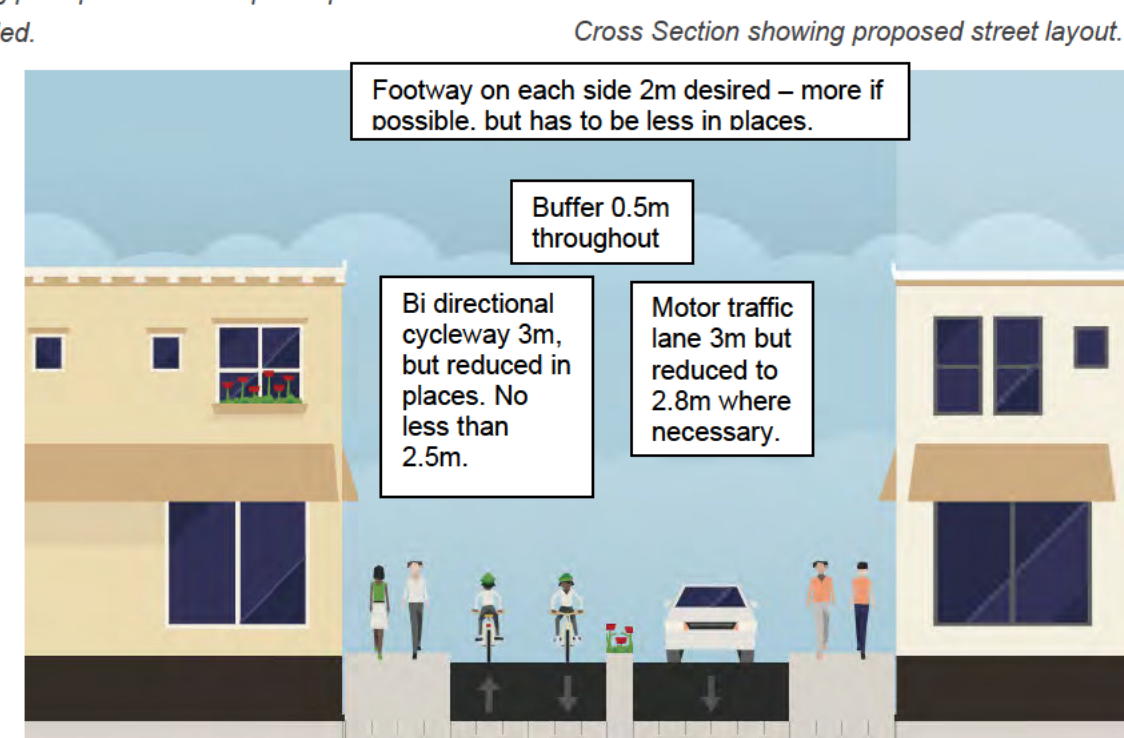 led.
Cross Section showing proposed street layout.
Footway on each side 2m desired – more if
possible, but has to be less in places.
Buffer 0.5m
throughout
Bi directional
cycleway 3m,
but reduced in
places. No
less than
2.5m.
Motor traffic
lane 3m but
reduced to
2.8m where
necessary.